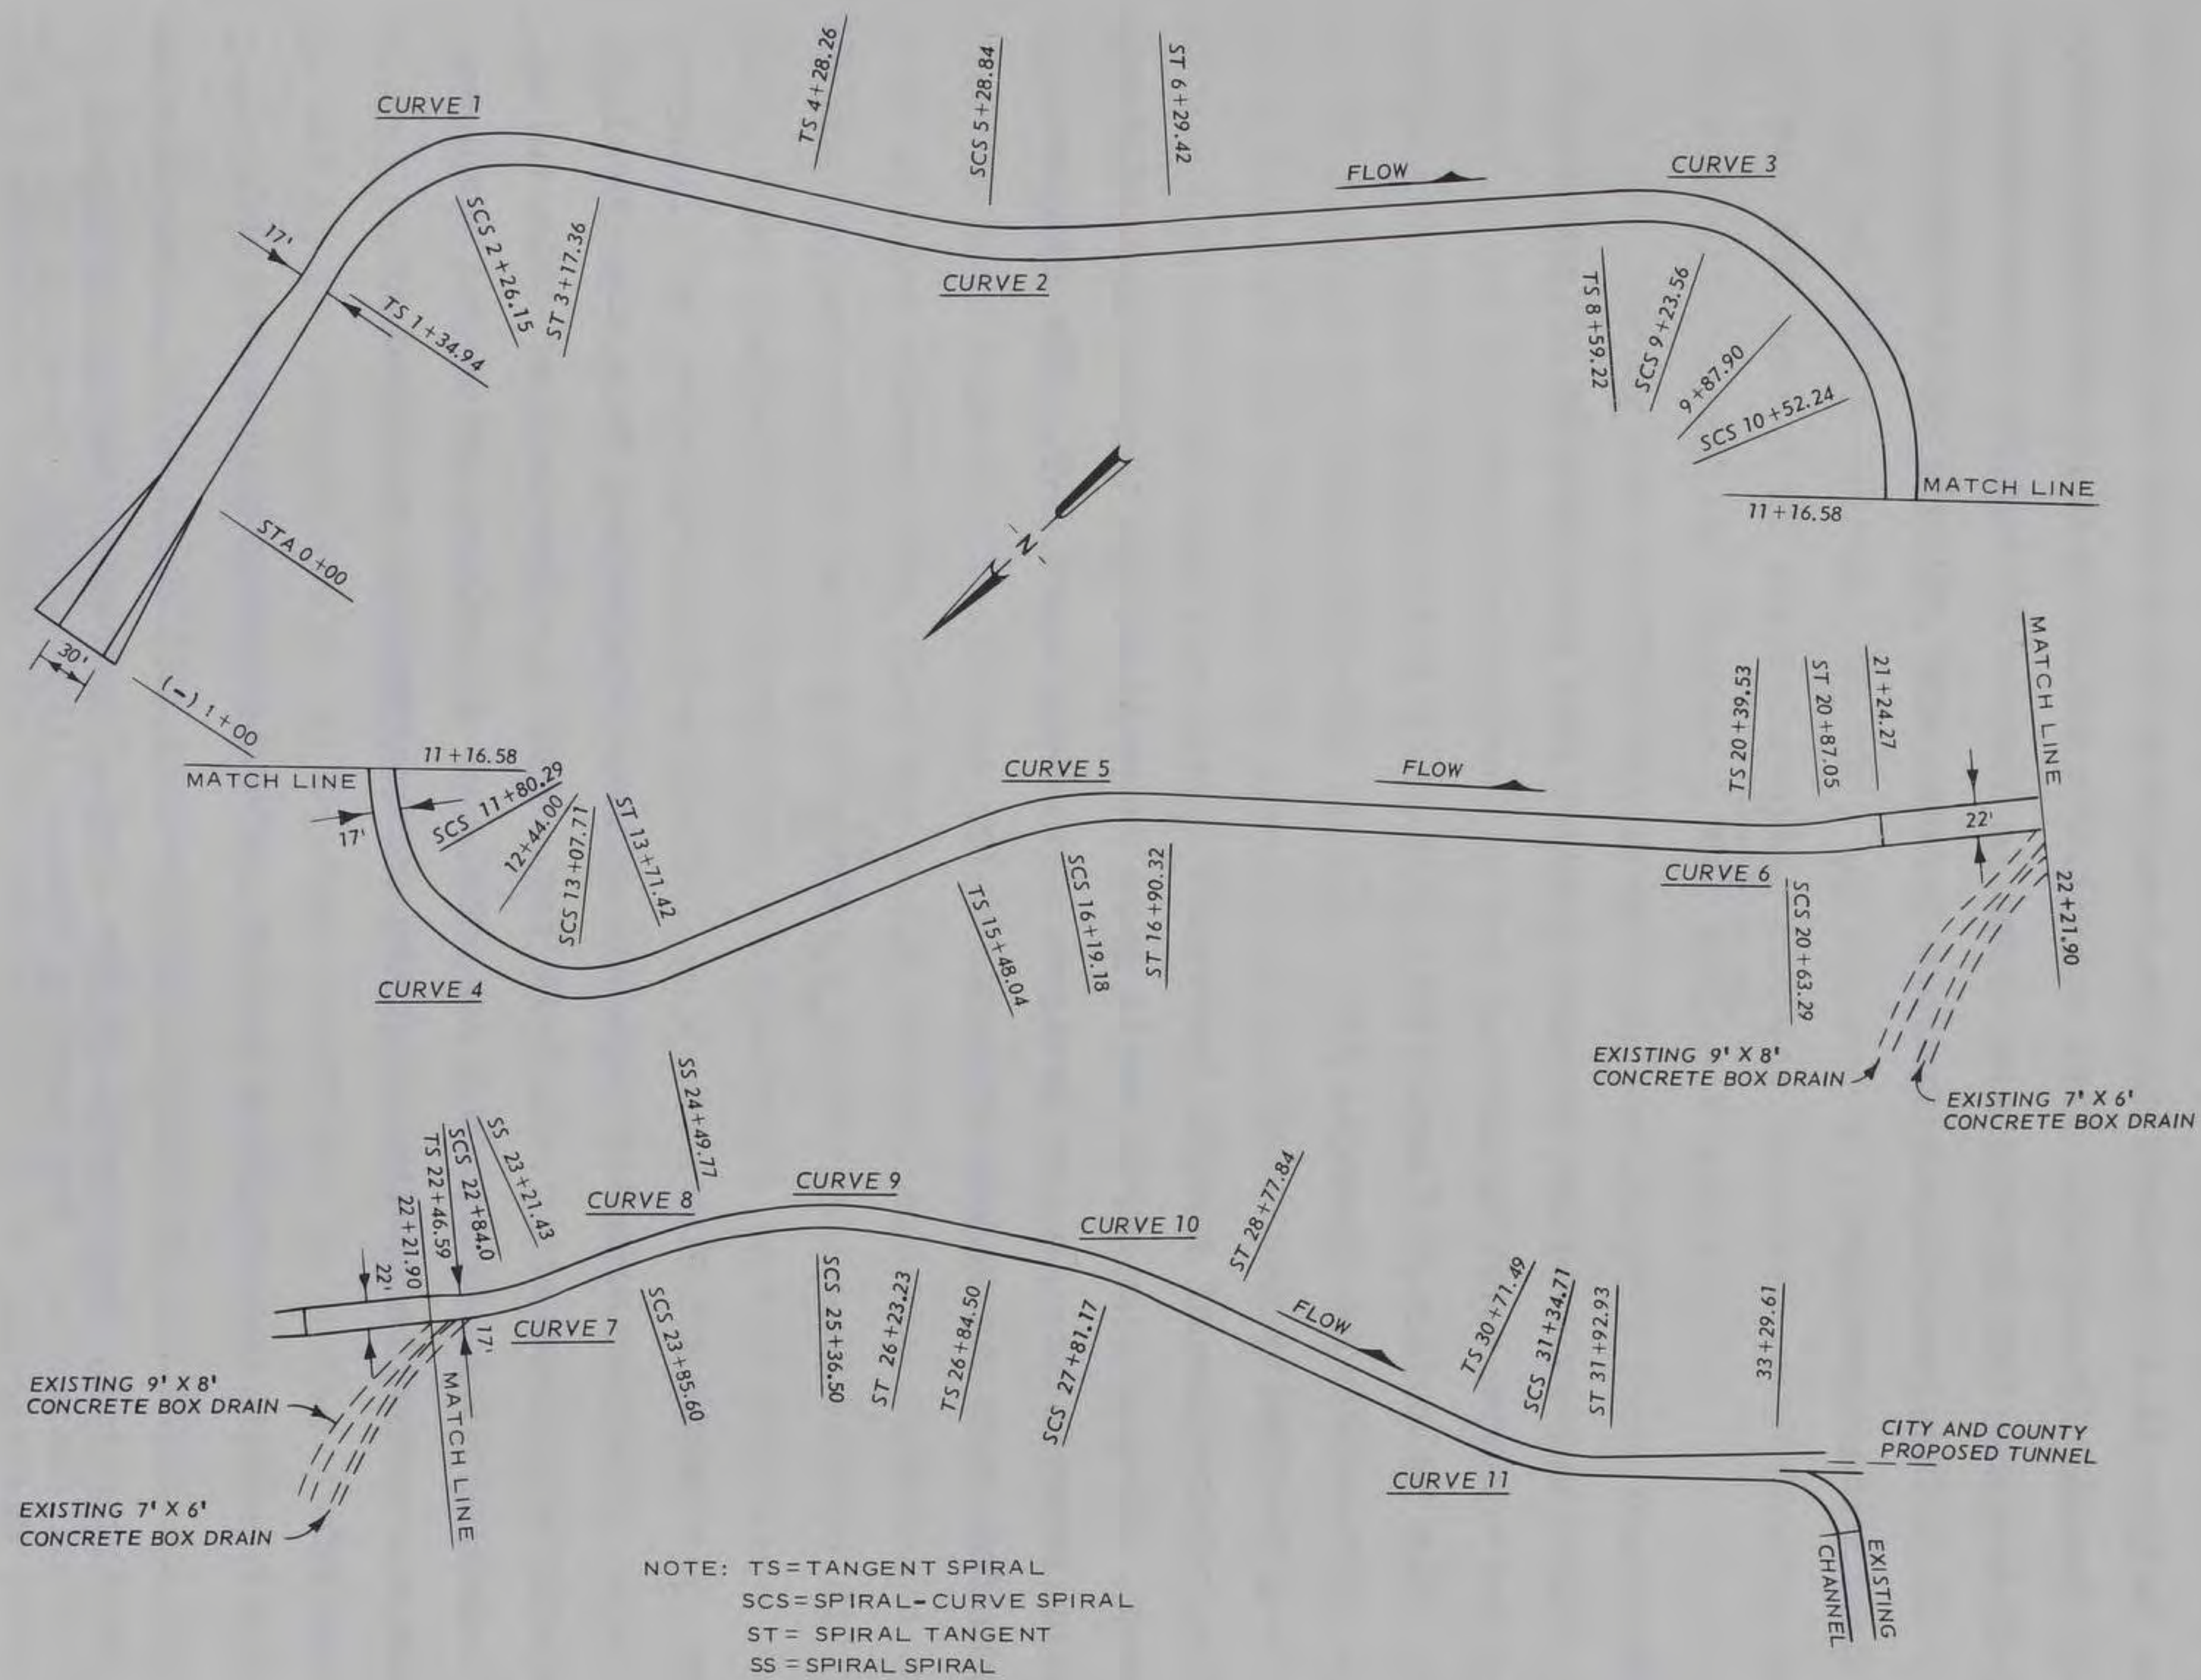 CURVE 1
TS 4+28.26
SCS 5+28.84
ST 6+29.42
FLOW
CURVE 3
17'
SCS 2+26.15
ST 3+17.36
TS 1+34.94
CURVE 2
TS 8+59.22
SCS 9+23.56
9+87.90
SCS 10+52.24
MATCH LINE
11+16.58
STA 0+00
N
30'
(-) 1+00
11+16.58
MATCH LINE
17'
SCS 11+80.29
12+44.00
SCS 13+07.71
ST 13+71.42
CURVE 4
CURVE 5
TS 15+48.04
SCS 16+19.18
ST 16+90.32
FLOW
TS 20+39.53
ST 20+87.05
21+24.27
MATCH LINE
22'
CURVE 6
SCS 20+63.29
22+21.90
EXISTING 9' X 8'
CONCRETE BOX DRAIN
EXISTING 7' X 6'
CONCRETE BOX DRAIN
22'
22+21.90
TS 22+46.59
SCS 22+84.0
SS 23+21.43
SS 24+49.77
CURVE 8
CURVE 9
CURVE 10
ST 28+77.84
17'
CURVE 7
SCS 23+85.60
SCS 25+36.50
ST 26+23.23
TS 26+84.50
SCS 27+81.17
FLOW
TS 30+71.49
SCS 31+34.71
ST 31+92.93
33+29.61
EXISTING 9' X 8'
CONCRETE BOX DRAIN
MATCH LINE
EXISTING 7' X 6'
CONCRETE BOX DRAIN
CURVE 11
CITY AND COUNTY
PROPOSED TUNNEL
EXISTING
CHANNEL
NOTE: TS=TANGENT SPIRAL
SCS=SPIRAL-CURVE SPIRAL
ST= SPIRAL TANGENT
SS =SPIRAL SPIRAL